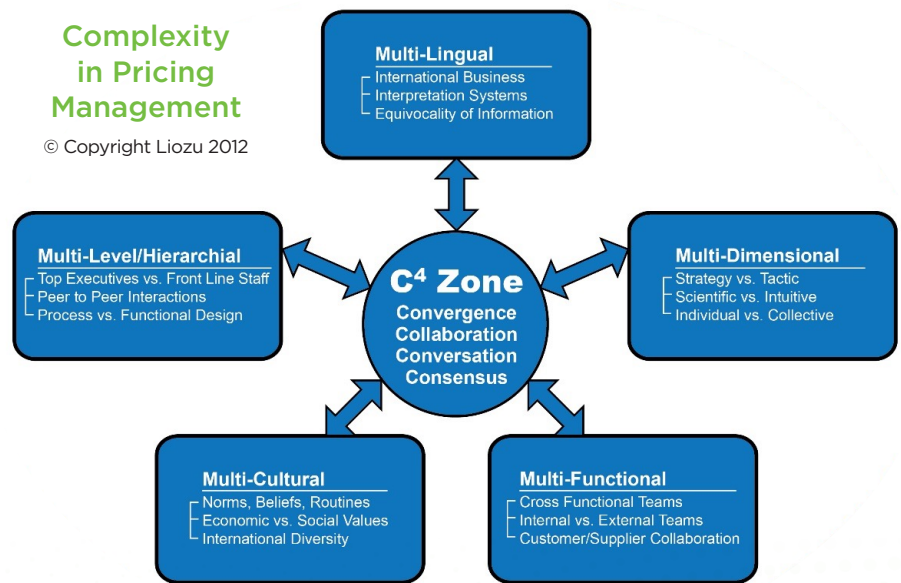 Complexity
in Pricing
Management
© Copyright Liozu 2012
Multi-Lingual
International Business
Interpretation Systems
Equivocality of Information
Multi-Level/Hierarchial
Top Executives vs. Front Line Staff
Peer to Peer Interactions
Process vs. Functional Design
C⁴ Zone
Convergence
Collaboration
Conversation
Consensus
Multi-Dimensional
Strategy vs. Tactic
Scientific vs. Intuitive
Individual vs. Collective
Multi-Cultural
Norms, Beliefs, Routines
Economic vs. Social Values
International Diversity
Multi-Functional
Cross Functional Teams
Internal vs. External Teams
Customer/Supplier Collaboration